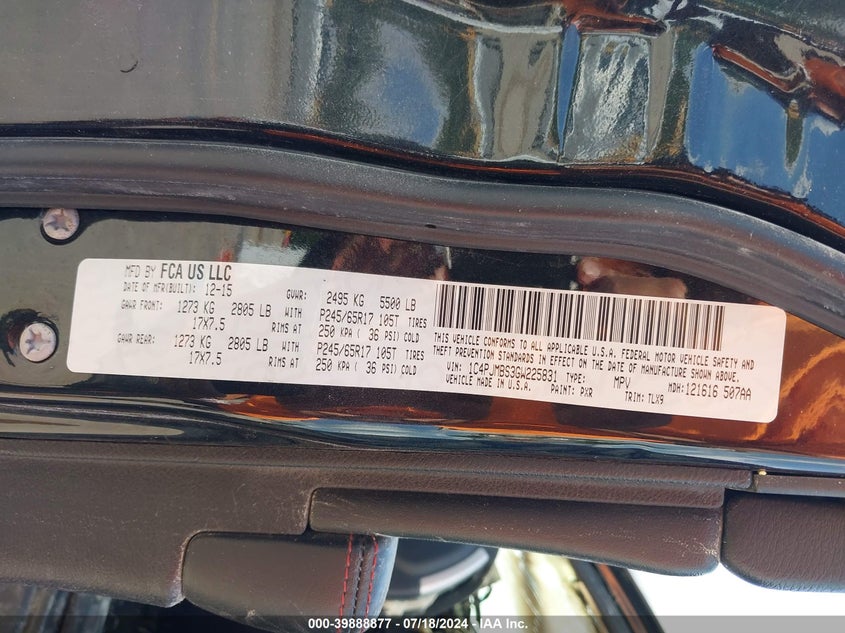 MFD BY FCA US LLC
DATE OF MFR(BUILT): 12-15 GVWR: 2495 KG 5500 LB
GAWR FRONT: 1273 KG 2805 LB WITH P245/65R17 105T TIRES
17X7.5 RIMS AT 250 KPA ( 36 PSI) COLD
GAWR REAR: 1273 KG 2805 LB WITH P245/65R17 105T TIRES
17X7.5 RIMS AT 250 KPA ( 36 PSI) COLD
THIS VEHICLE CONFORMS TO ALL APPLICABLE U.S.A. FEDERAL MOTOR VEHICLE SAFETY AND
THEFT PREVENTION STANDARDS IN EFFECT ON THE DATE OF MANUFACTURE SHOWN ABOVE.
VIN: 1C4PJMBS3GW225831 TYPE: MPV MDH: 121616 507AA
VEHICLE MADE IN U.S.A. PAINT: PXR TRIM: TLX9
000-39888877 - 07/18/2024 - IAA Inc.